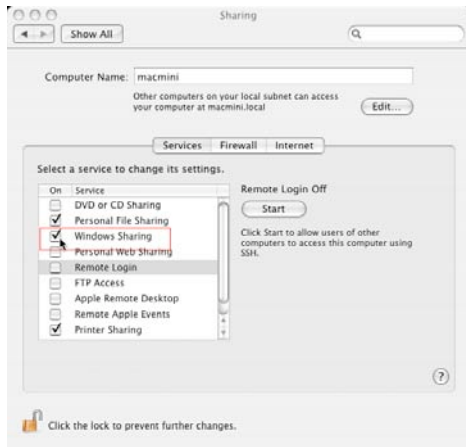 Sharing
Show All
Computer Name: macmini
Other computers on your local subnet can access
your computer at macmini.local
Edit...
Services Firewall Internet
Select a service to change its settings.
On Service
DVD or CD Sharing
Personal File Sharing
Windows Sharing
Personal Web Sharing
Remote Login
FTP Access
Apple Remote Desktop
Remote Apple Events
Printer Sharing
Remote Login Off
Start
Click Start to allow users of other
computers to access this computer using
SSH.
?
Click the lock to prevent further changes.